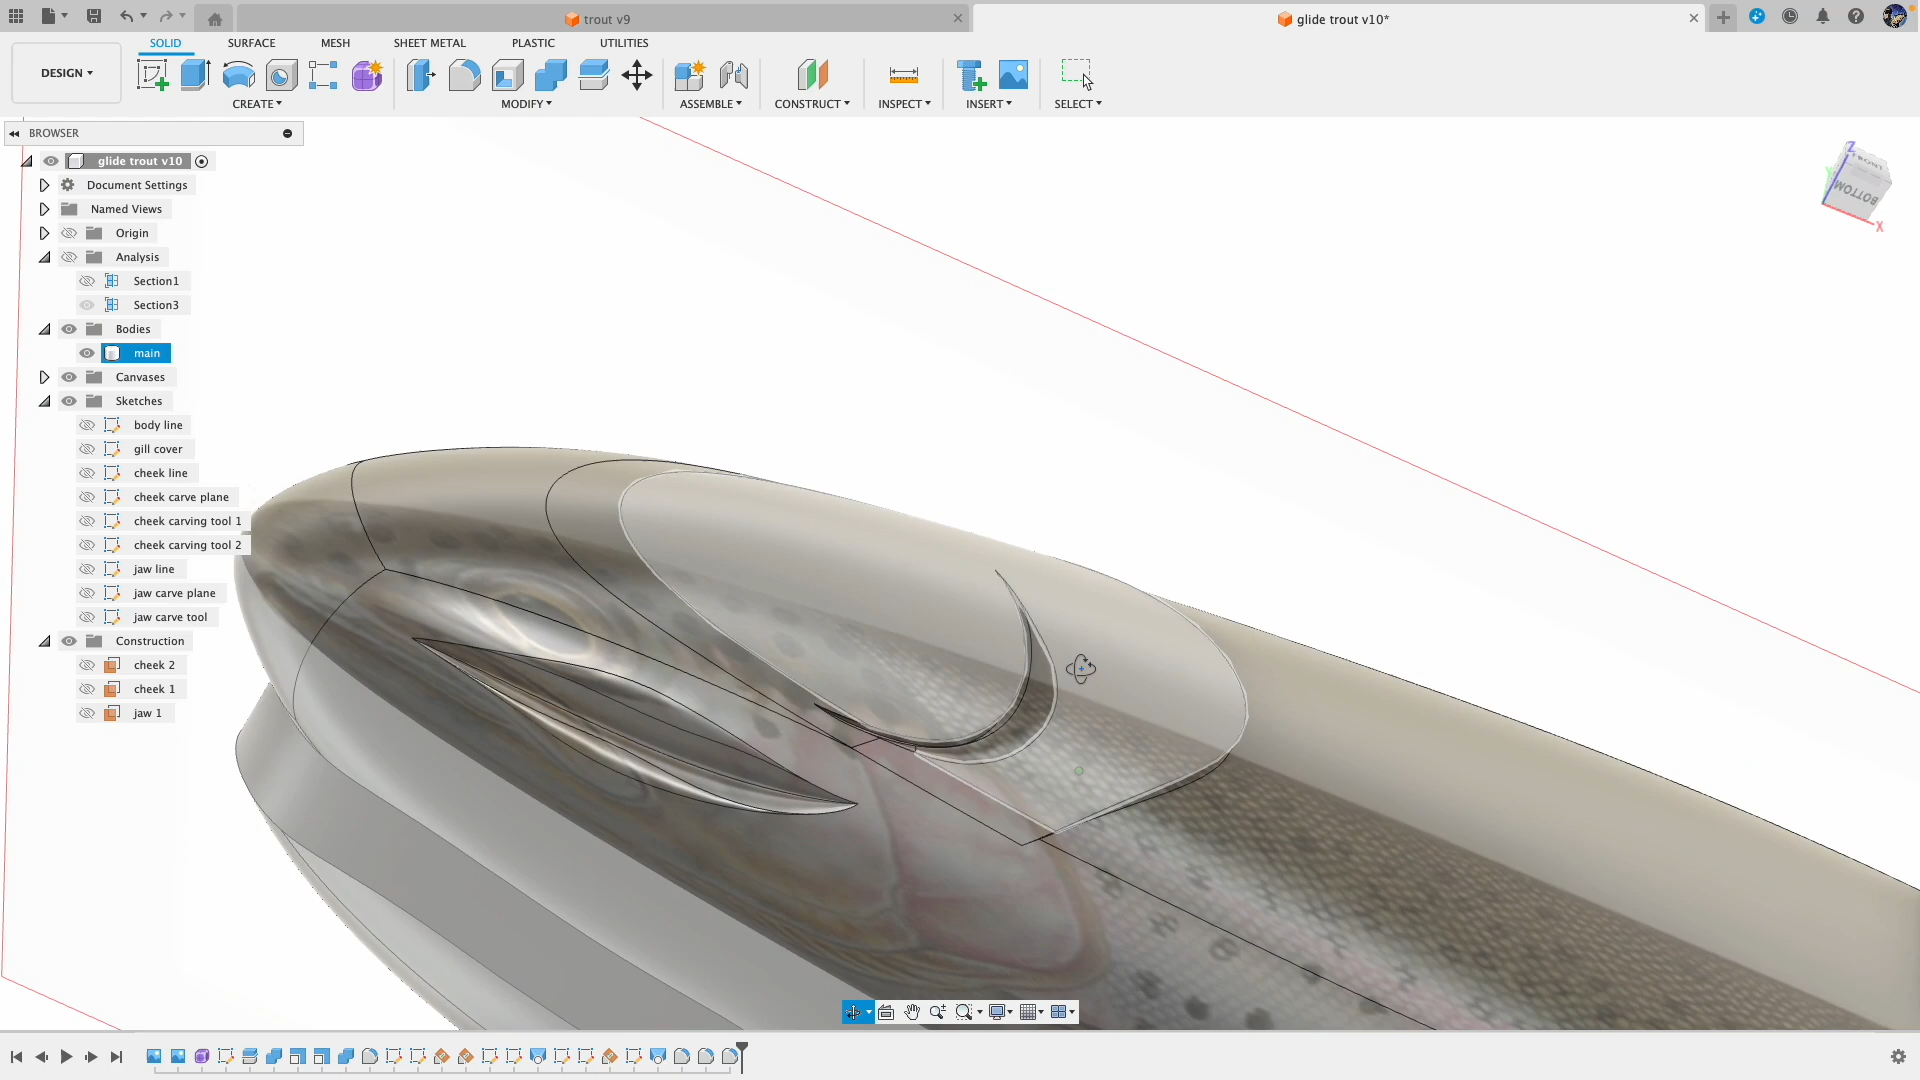 trout v9
glide trout v10*
DESIGN
SOLID
SURFACE
MESH
SHEET METAL
PLASTIC
UTILITIES
CREATE
MODIFY
ASSEMBLE
CONSTRUCT
INSPECT
INSERT
SELECT
BROWSER
glide trout v10
Document Settings
Named Views
Origin
Analysis
Section1
Section3
Bodies
main
Canvases
Sketches
body line
gill cover
cheek line
cheek carve plane
cheek carving tool 1
cheek carving tool 2
jaw line
jaw carve plane
jaw carve tool
Construction
cheek 2
cheek 1
jaw 1
Z
FRONT
Y
BOTTOM
X